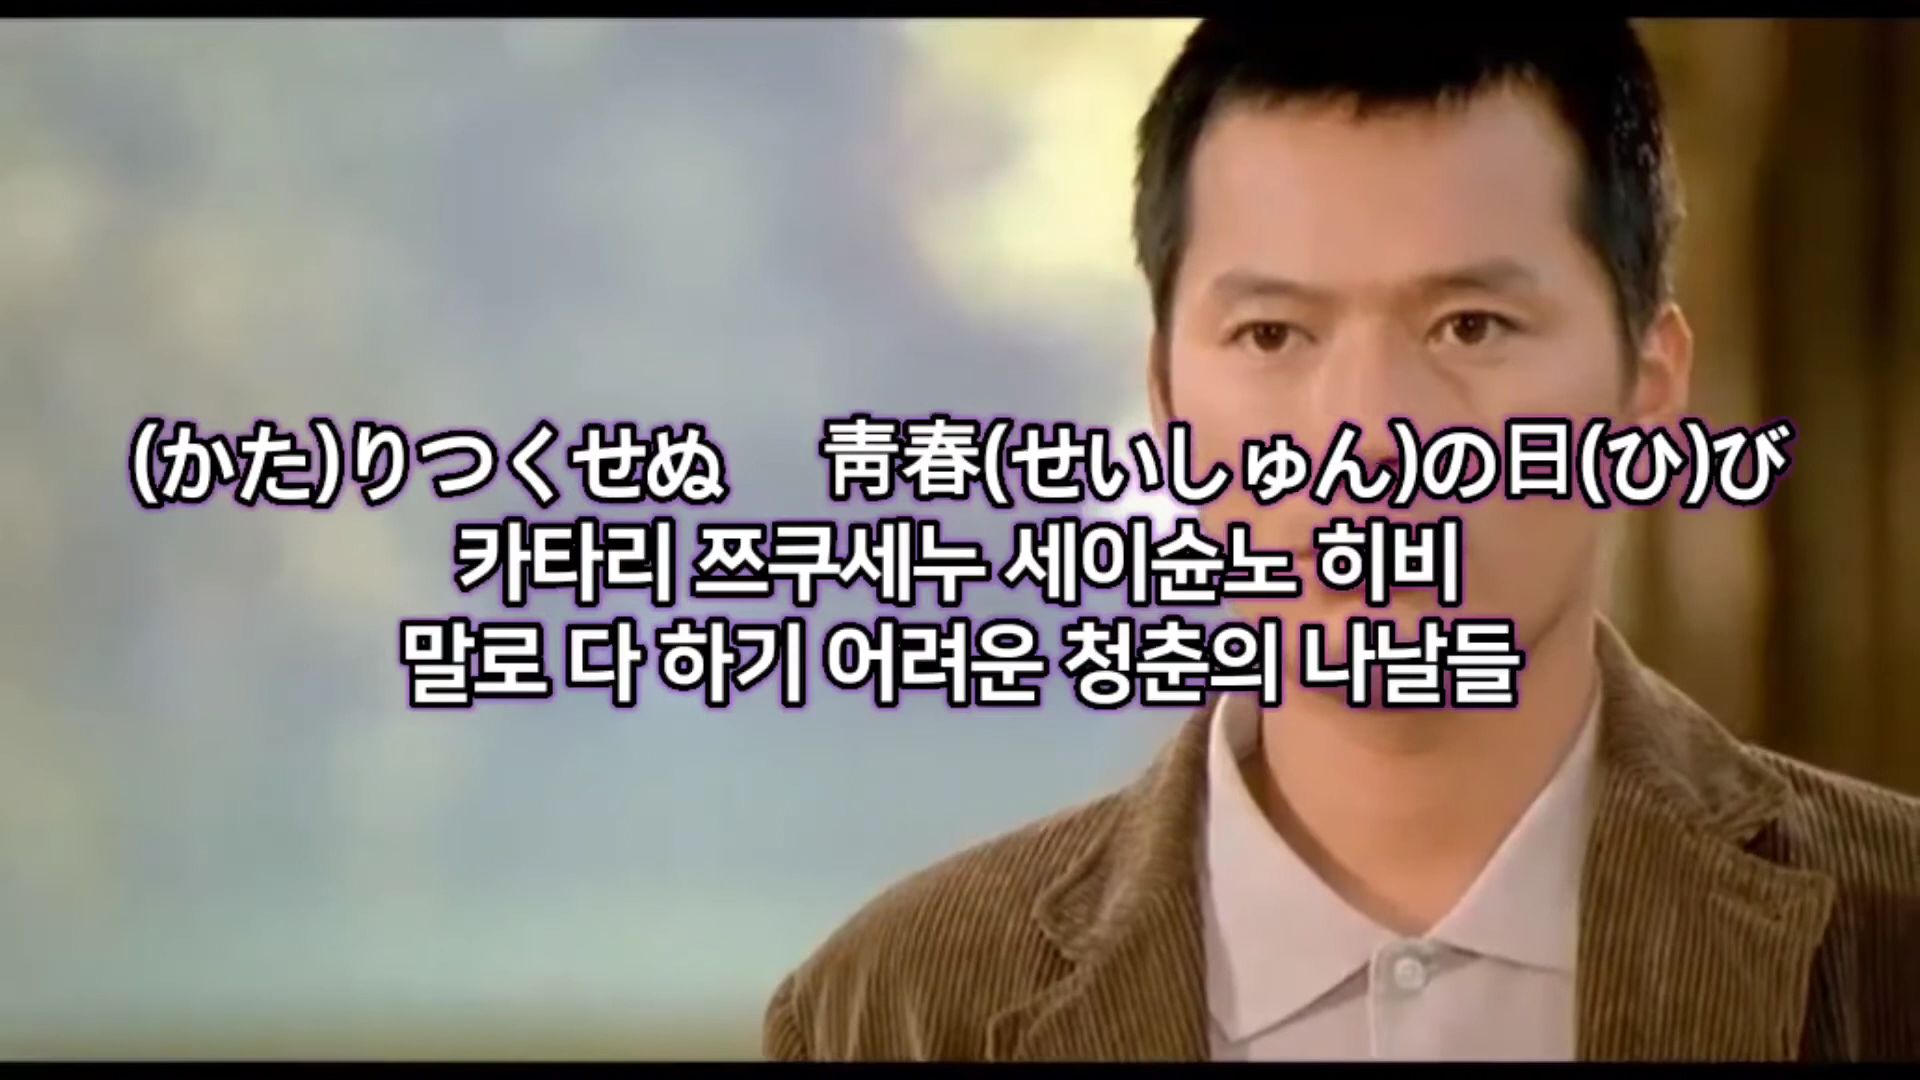 (かた)りつくせぬ　靑春(せいしゅん)の日(ひ)び
카타리 쯔쿠세누 세이슌노 히비
말로 다 하기 어려운 청춘의 나날들